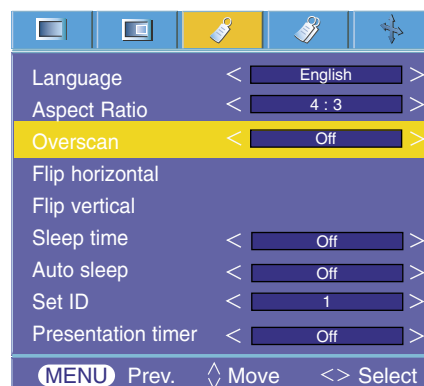 Language < English >
Aspect Ratio < 4 : 3 >
Overscan < Off >
Flip horizontal
Flip vertical
Sleep time < Off >
Auto sleep < Off >
Set ID < 1 >
Presentation timer < Off >
MENU Prev. Move <> Select